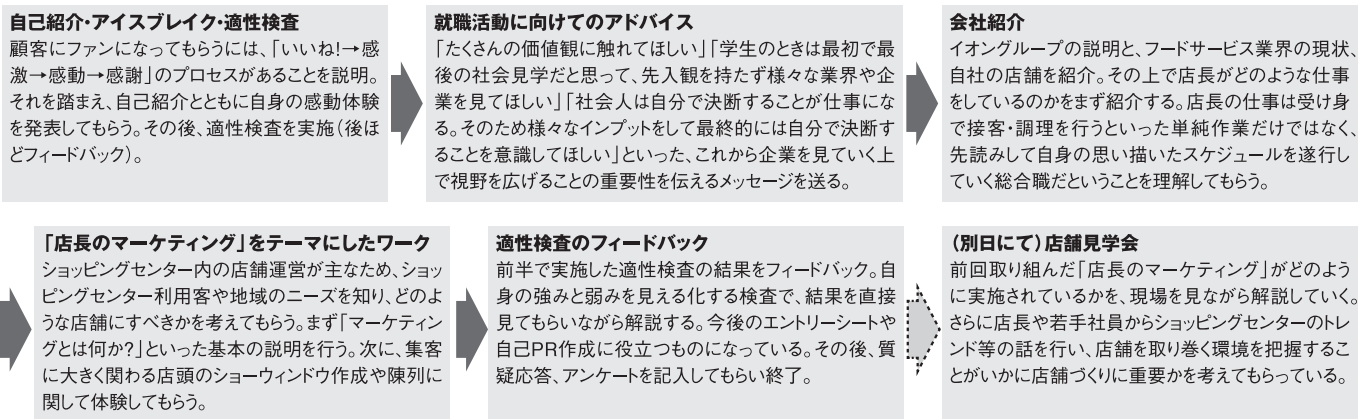 自己紹介・アイスブレイク・適性検査
顧客にファンになってもらうには、「いいね!→感
激→感動→感謝」のプロセスがあることを説明。
それを踏まえ、自己紹介とともに自身の感動体験
を発表してもらう。その後、適性検査を実施(後ほ
どフィードバック)。
就職活動に向けてのアドバイス
「たくさんの価値観に触れてほしい」「学生のときは最初で最
後の社会見学だと思って、先入観を持たず様々な業界や企
業を見てほしい」「社会人は自分で決断することが仕事にな
る。そのため様々なインプットをして最終的には自分で決断す
ることを意識してほしい」といった、これから企業を見ていく上
で視野を広げることの重要性を伝えるメッセージを送る。
会社紹介
イオングループの説明と、フードサービス業界の現状、
自社の店舗を紹介。その上で店長がどのような仕事
をしているのかをまず紹介する。店長の仕事は受け身
で接客・調理を行うといった単純作業だけではなく、
先読みして自身の思い描いたスケジュールを遂行し
ていく総合職だということを理解してもらう。
「店長のマーケティング」をテーマにしたワーク
ショッピングセンター内の店舗運営が主なため、ショッ
ピングセンター利用客や地域のニーズを知り、どのよ
うな店舗にすべきかを考えてもらう。まず「マーケティン
グとは何か?」といった基本の説明を行う。次に、集客
に大きく関わる店頭のショーウィンドウ作成や陳列に
関して体験してもらう。
適性検査のフィードバック
前半で実施した適性検査の結果をフィードバック。自
身の強みと弱みを見える化する検査で、結果を直接
見てもらいながら解説する。今後のエントリーシートや
自己PR作成に役立つものになっている。その後、質
疑応答、アンケートを記入してもらい終了。
(別日にて)店舗見学会
前回取り組んだ「店長のマーケティング」がどのよう
に実施されているかを、現場を見ながら解説していく。
さらに店長や若手社員からショッピングセンターのトレ
ンド等の話を行い、店舗を取り巻く環境を把握するこ
とがいかに店舗づくりに重要かを考えてもらっている。